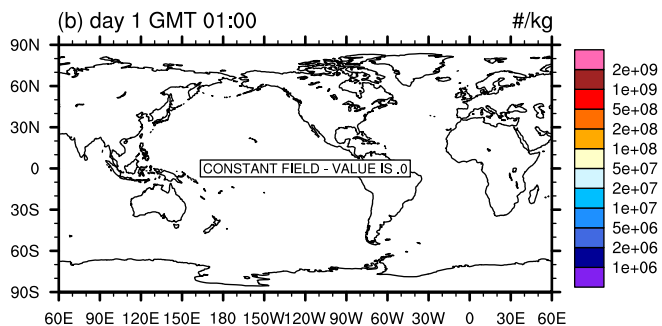 (b) day 1 GMT 01:00 #/kg
90N
60N
30N
0
30S
60S
90S
CONSTANT FIELD - VALUE IS .0
60E 90E 120E 150E 180 150W 120W 90W 60W 30W 0 30E 60E
2e+09
1e+09
5e+08
2e+08
1e+08
5e+07
2e+07
1e+07
5e+06
2e+06
1e+06